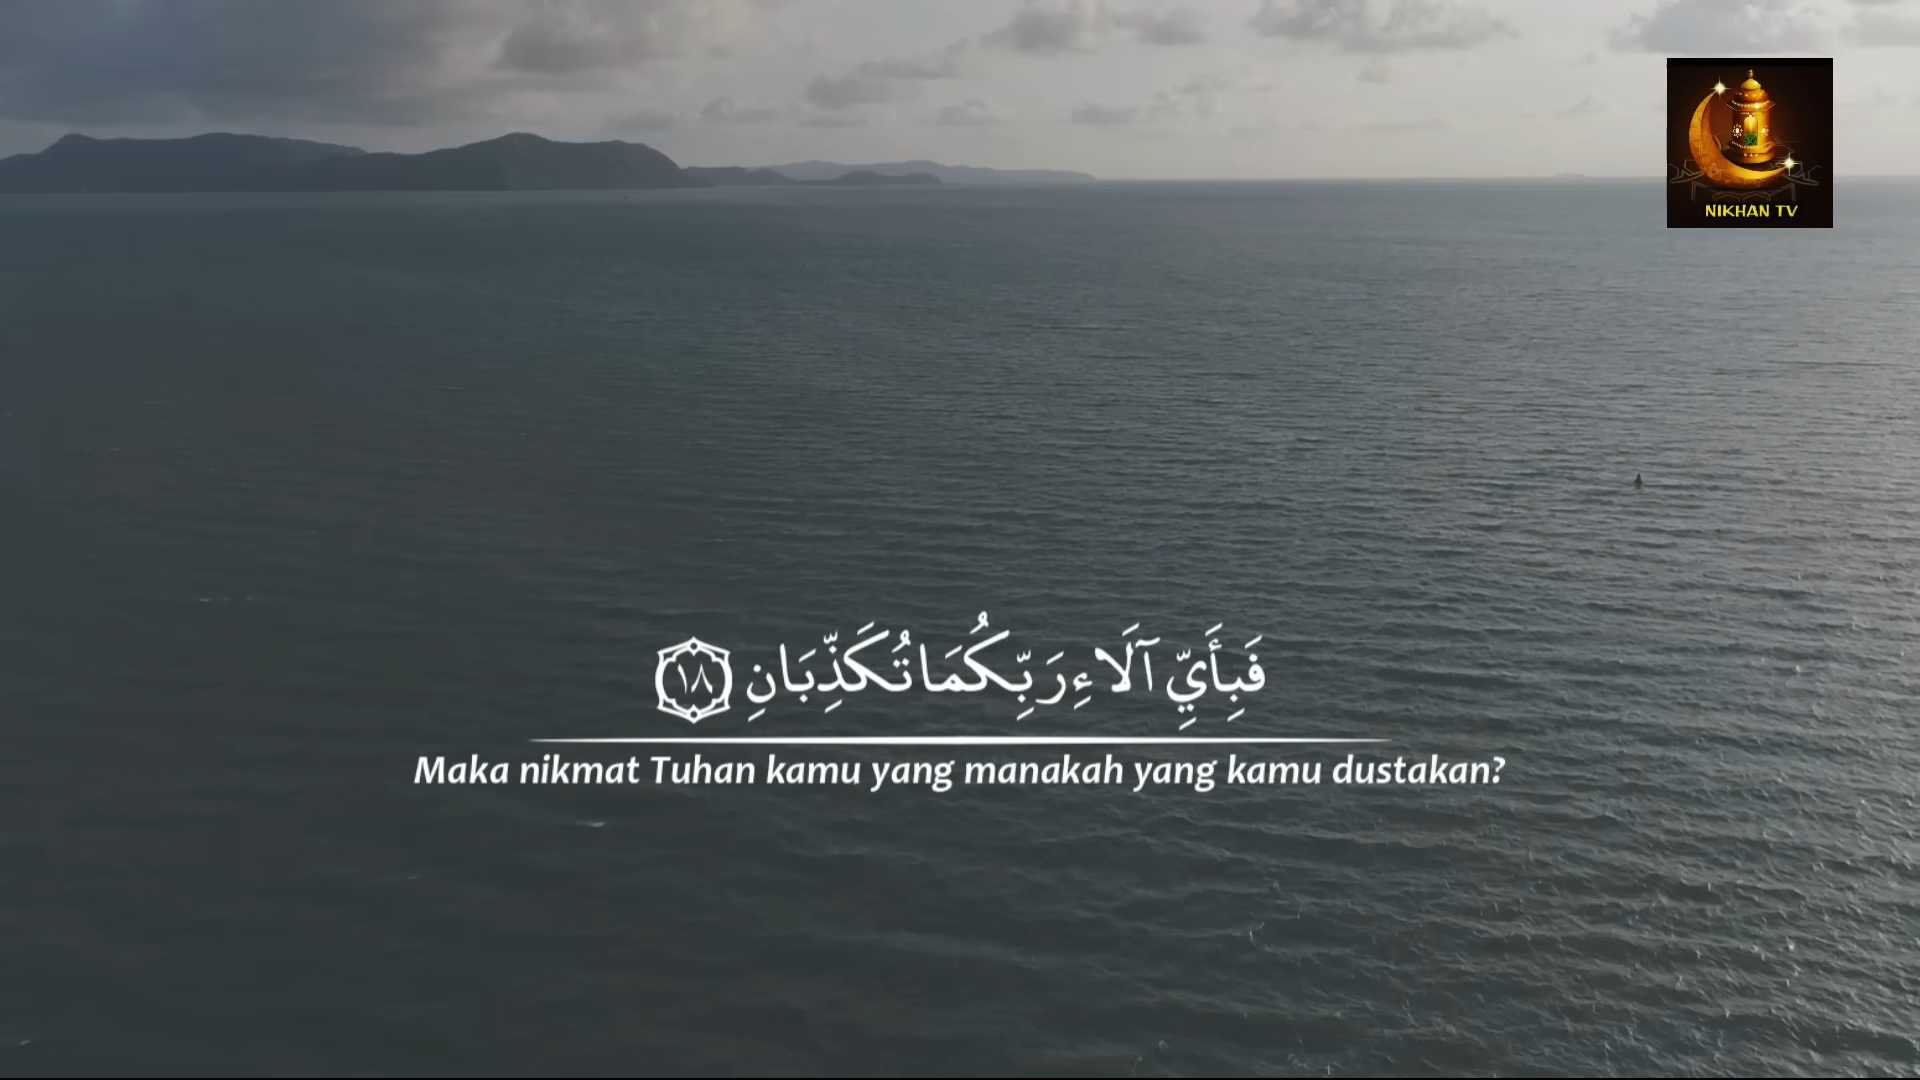 NIKHAN TV
فَبِأَيِّ آلَاءِ رَبِّكُمَا تُكَذِّبَانِ ١٨
Maka nikmat Tuhan kamu yang manakah yang kamu dustakan?